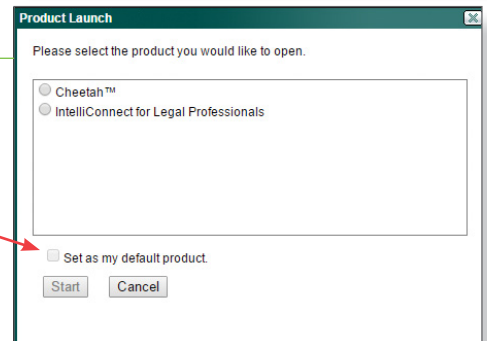 Product Launch
Please select the product you would like to open.
Cheetah™
IntelliConnect for Legal Professionals
Set as my default product.
Start Cancel